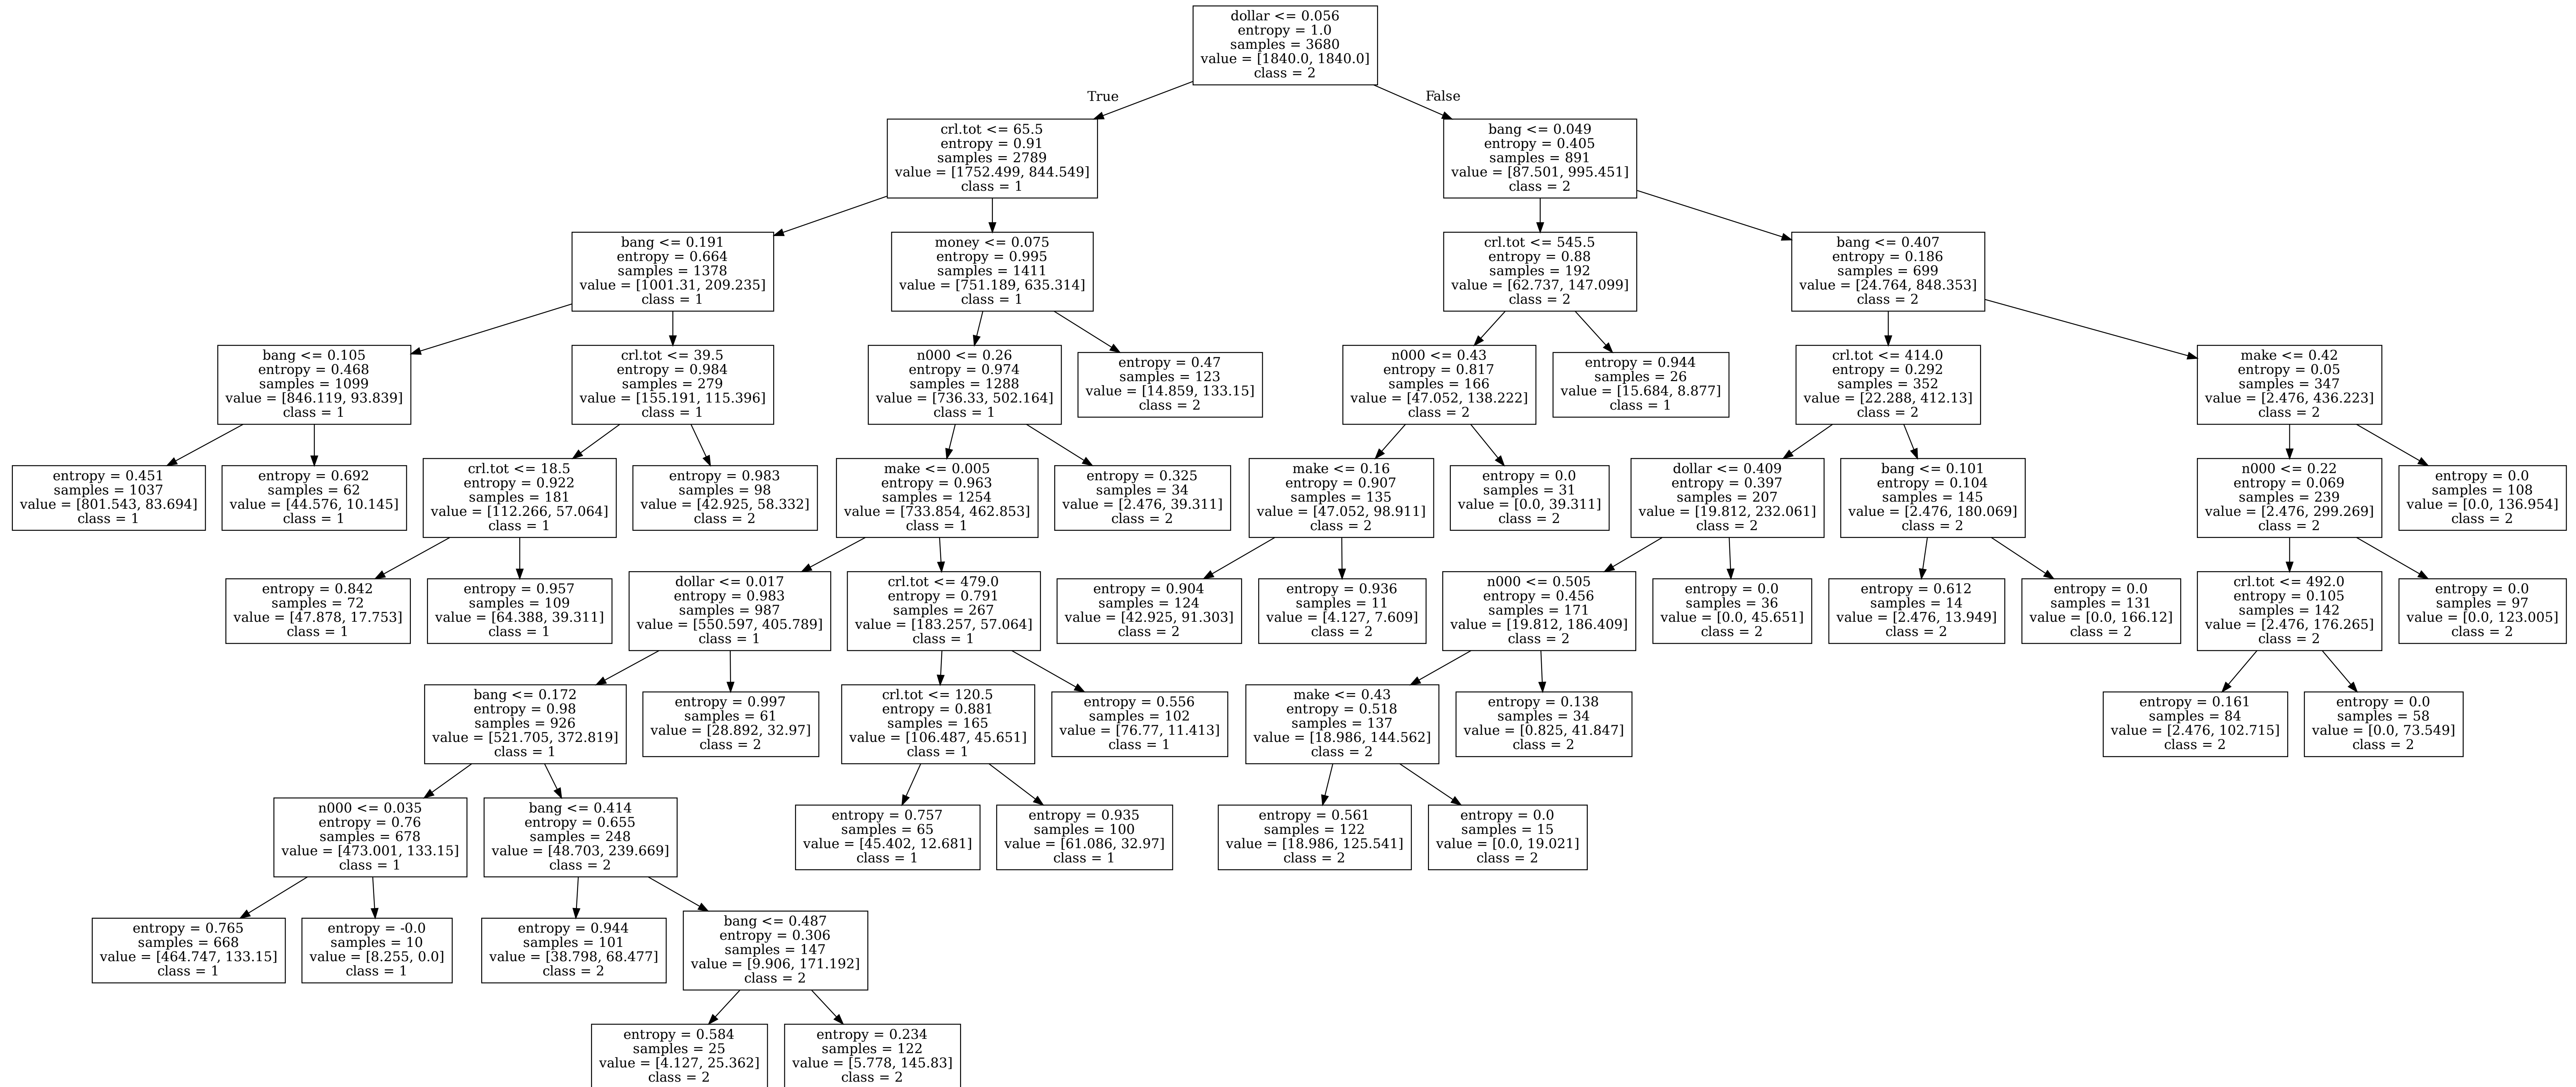 dollar <= 0.056
entropy = 1.0
samples = 3680
value = [1840.0, 1840.0]
class = 2
True
False
crl.tot <= 65.5
entropy = 0.91
samples = 2789
value = [1752.499, 844.549]
class = 1
bang <= 0.049
entropy = 0.405
samples = 891
value = [87.501, 995.451]
class = 2
bang <= 0.191
entropy = 0.664
samples = 1378
value = [1001.31, 209.235]
class = 1
money <= 0.075
entropy = 0.995
samples = 1411
value = [751.189, 635.314]
class = 1
crl.tot <= 545.5
entropy = 0.88
samples = 192
value = [62.737, 147.099]
class = 2
bang <= 0.407
entropy = 0.186
samples = 699
value = [24.764, 848.353]
class = 2
bang <= 0.105
entropy = 0.468
samples = 1099
value = [846.119, 93.839]
class = 1
crl.tot <= 39.5
entropy = 0.984
samples = 279
value = [155.191, 115.396]
class = 1
n000 <= 0.26
entropy = 0.974
samples = 1288
value = [736.33, 502.164]
class = 1
entropy = 0.47
samples = 123
value = [14.859, 133.15]
class = 2
n000 <= 0.43
entropy = 0.817
samples = 166
value = [47.052, 138.222]
class = 2
entropy = 0.944
samples = 26
value = [15.684, 8.877]
class = 1
crl.tot <= 414.0
entropy = 0.292
samples = 352
value = [22.288, 412.13]
class = 2
make <= 0.42
entropy = 0.05
samples = 347
value = [2.476, 436.223]
class = 2
entropy = 0.451
samples = 1037
value = [801.543, 83.694]
class = 1
entropy = 0.692
samples = 62
value = [44.576, 10.145]
class = 1
crl.tot <= 18.5
entropy = 0.922
samples = 181
value = [112.266, 57.064]
class = 1
entropy = 0.983
samples = 98
value = [42.925, 58.332]
class = 2
make <= 0.005
entropy = 0.963
samples = 1254
value = [733.854, 462.853]
class = 1
entropy = 0.325
samples = 34
value = [2.476, 39.311]
class = 2
make <= 0.16
entropy = 0.907
samples = 135
value = [47.052, 98.911]
class = 2
entropy = 0.0
samples = 31
value = [0.0, 39.311]
class = 2
dollar <= 0.409
entropy = 0.397
samples = 207
value = [19.812, 232.061]
class = 2
bang <= 0.101
entropy = 0.104
samples = 145
value = [2.476, 180.069]
class = 2
n000 <= 0.22
entropy = 0.069
samples = 239
value = [2.476, 299.269]
class = 2
entropy = 0.0
samples = 108
value = [0.0, 136.954]
class = 2
entropy = 0.842
samples = 72
value = [47.878, 17.753]
class = 1
entropy = 0.957
samples = 109
value = [64.388, 39.311]
class = 1
dollar <= 0.017
entropy = 0.983
samples = 987
value = [550.597, 405.789]
class = 1
crl.tot <= 479.0
entropy = 0.791
samples = 267
value = [183.257, 57.064]
class = 1
entropy = 0.904
samples = 124
value = [42.925, 91.303]
class = 2
entropy = 0.936
samples = 11
value = [4.127, 7.609]
class = 2
n000 <= 0.505
entropy = 0.456
samples = 171
value = [19.812, 186.409]
class = 2
entropy = 0.0
samples = 36
value = [0.0, 45.651]
class = 2
entropy = 0.612
samples = 14
value = [2.476, 13.949]
class = 2
entropy = 0.0
samples = 131
value = [0.0, 166.12]
class = 2
crl.tot <= 492.0
entropy = 0.105
samples = 142
value = [2.476, 176.265]
class = 2
entropy = 0.0
samples = 97
value = [0.0, 123.005]
class = 2
bang <= 0.172
entropy = 0.98
samples = 926
value = [521.705, 372.819]
class = 1
entropy = 0.997
samples = 61
value = [28.892, 32.97]
class = 2
crl.tot <= 120.5
entropy = 0.881
samples = 165
value = [106.487, 45.651]
class = 1
entropy = 0.556
samples = 102
value = [76.77, 11.413]
class = 1
make <= 0.43
entropy = 0.518
samples = 137
value = [18.986, 144.562]
class = 2
entropy = 0.138
samples = 34
value = [0.825, 41.847]
class = 2
entropy = 0.161
samples = 84
value = [2.476, 102.715]
class = 2
entropy = 0.0
samples = 58
value = [0.0, 73.549]
class = 2
n000 <= 0.035
entropy = 0.76
samples = 678
value = [473.001, 133.15]
class = 1
bang <= 0.414
entropy = 0.655
samples = 248
value = [48.703, 239.669]
class = 2
entropy = 0.757
samples = 65
value = [45.402, 12.681]
class = 1
entropy = 0.935
samples = 100
value = [61.086, 32.97]
class = 1
entropy = 0.561
samples = 122
value = [18.986, 125.541]
class = 2
entropy = 0.0
samples = 15
value = [0.0, 19.021]
class = 2
entropy = 0.765
samples = 668
value = [464.747, 133.15]
class = 1
entropy = -0.0
samples = 10
value = [8.255, 0.0]
class = 1
entropy = 0.944
samples = 101
value = [38.798, 68.477]
class = 2
bang <= 0.487
entropy = 0.306
samples = 147
value = [9.906, 171.192]
class = 2
entropy = 0.584
samples = 25
value = [4.127, 25.362]
class = 2
entropy = 0.234
samples = 122
value = [5.778, 145.83]
class = 2